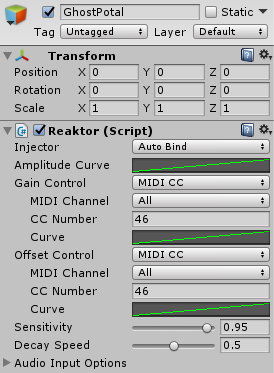 GhostPotal Static
Tag Untagged Layer Default
Transform
Position X 0 Y 0 Z 0
Rotation X 0 Y 0 Z 0
Scale X 1 Y 1 Z 1
Reaktor (Script)
Injector Auto Bind
Amplitude Curve
Gain Control MIDI CC
MIDI Channel All
CC Number 46
Curve
Offset Control MIDI CC
MIDI Channel All
CC Number 46
Curve
Sensitivity 0.95
Decay Speed 0.5
Audio Input Options